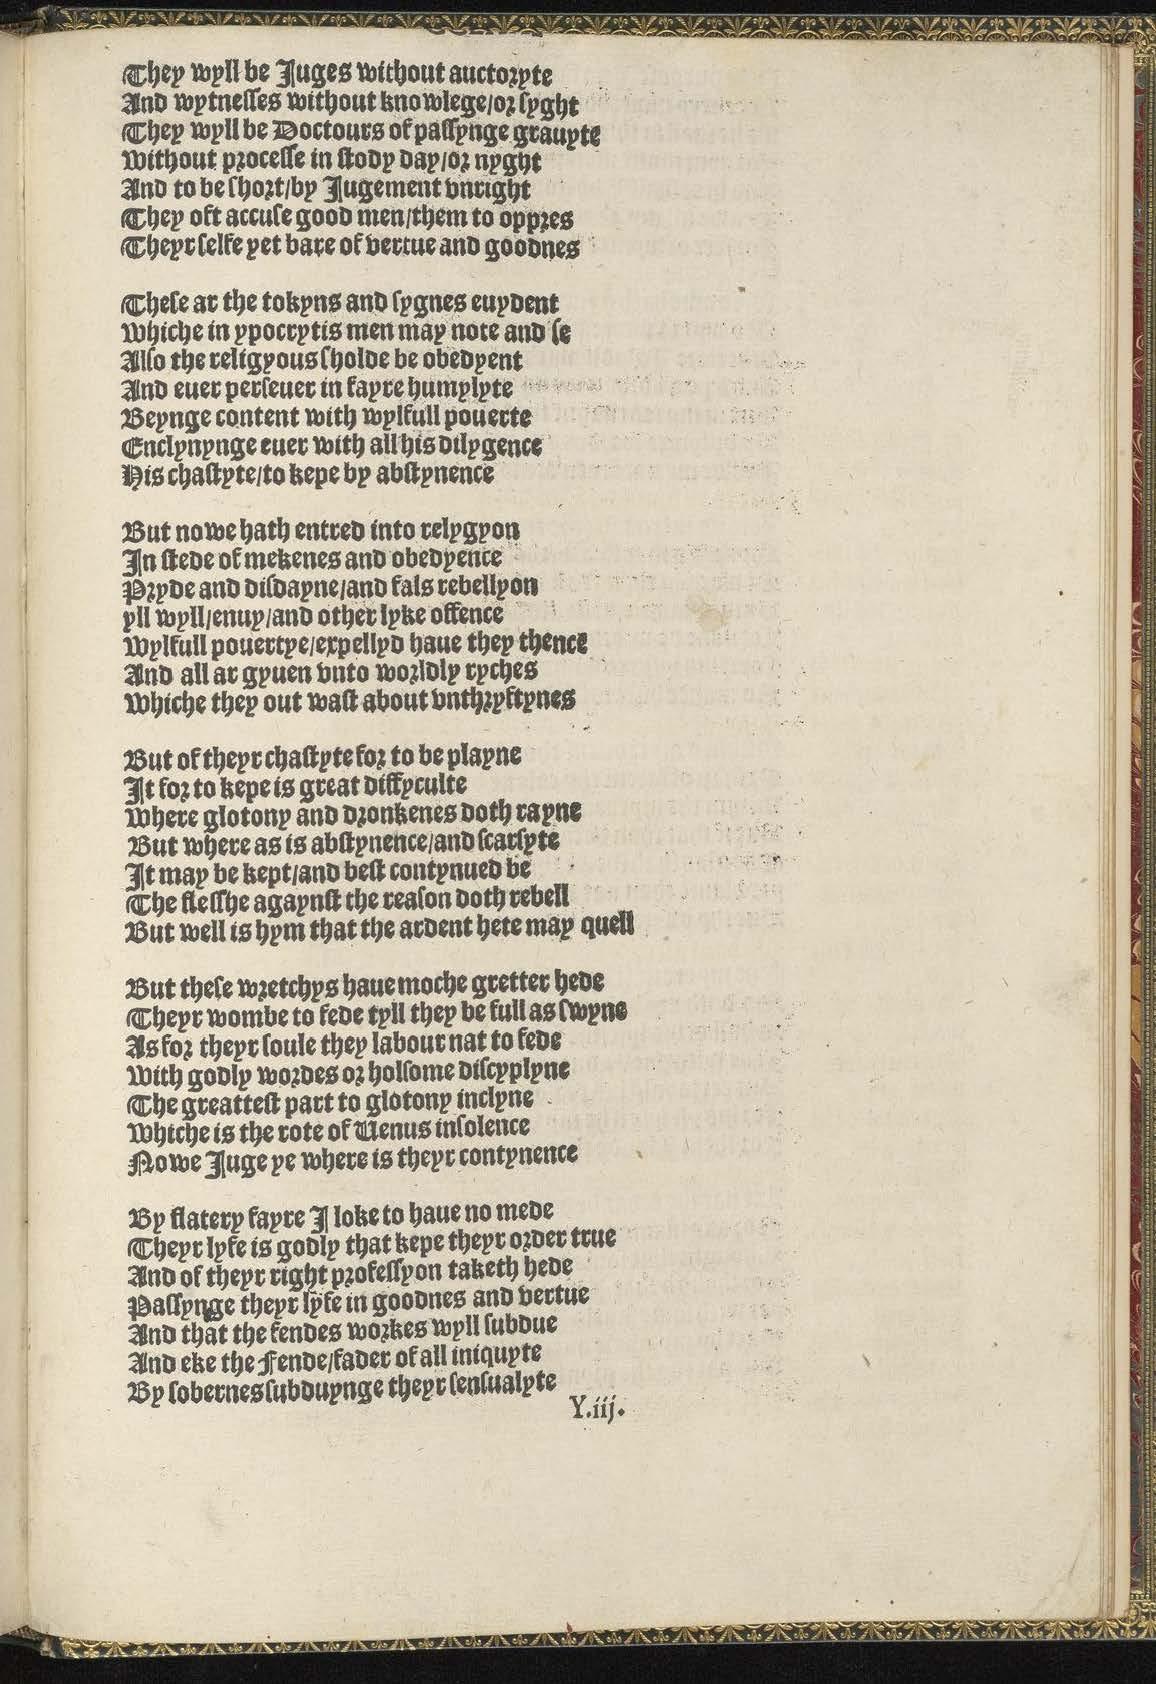 They wyll be Juges without auctoryte
And wytnesses without knowlege/or syght
They wyll be Doctours of passynge grauyte
without processe in stody day/or nyght
And to be short/by Jugement vnright
They oft accuse good men/them to oppres
Theyr selfe yet bare of vertue and goodnes

These ar the tokyns and sygnes euydent
whiche in ypocrytis men may note and se
Also the religyous sholde be obedyent
And euer perseuer in fayre humylyte
Beynge content with wylfull pouerte
Enclynynge euer with all his dilygence
His chastyte/to kepe by abstynence

But nowe hath entred into relygyon
In stede of mekenes and obedyence
Pryde and disdayne/and fals rebellyon
yll wyll/enuy/and other lyke offence
wylfull pouertye/expellyd haue they thence
And all ar gyuen vnto worldly ryches
whiche they out wast about vnthryftynes

But of theyr chastyte for to be playne
It for to kepe is great diffyculte
where glotony and dronkenes doth rayne
But where as is abstynence/and scarsyte
It may be kept/and best contynued be
The flesshe agaynst the reason doth rebell
But well is hym that the ardent hete may quell

But these wretchys haue moche gretter hede
Theyr wombe to fede tyll they be full as swyne
As for theyr soule they labour nat to fede
with godly wordes or holsome discyplyne
The greattest part to glotony inclyne
whiche is the rote of Uenus insolence
Nowe Juge ye where is theyr contynence

By flatery fayre I loke to haue no mede
Theyr lyfe is godly that kepe theyr order true
And of theyr right professyon taketh hede
Passynge theyr lyfe in goodnes and vertue
And that the fendes workes wyll subdue
And eke the Fende/fader of all iniquyte
By sobernes subduynge theyr sensualyte
Y.iij.